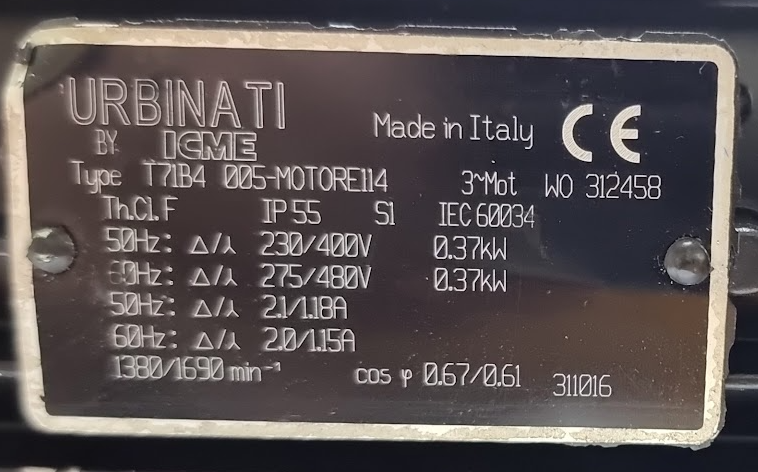 URBINATI
BY ICME Made in Italy CE
Type T71B4 005-MOTORE114 3~Mot WO 312458
Th.Cl.F IP 55 S1 IEC 60034
50Hz: Δ/⅄ 230/400V 0.37kW
60Hz: Δ/⅄ 275/480V 0.37kW
50Hz: Δ/⅄ 2.1/1.18A
60Hz: Δ/⅄ 2.0/1.15A
1380/1690 min⁻¹ cos φ 0.67/0.61 311016